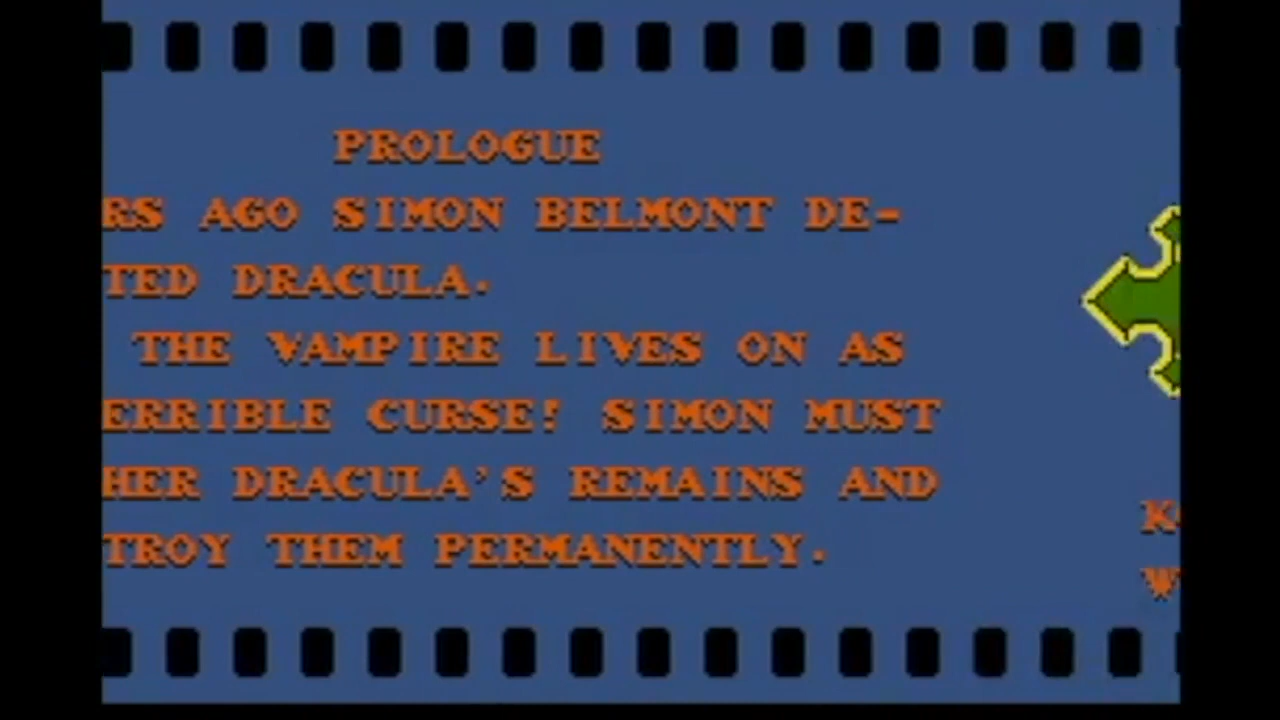 PROLOGUE
RS AGO SIMON BELMONT DE-
TED DRACULA.
THE VAMPIRE LIVES ON AS
ERRIBLE CURSE! SIMON MUST
HER DRACULA'S REMAINS AND
TROY THEM PERMANENTLY.
K
W